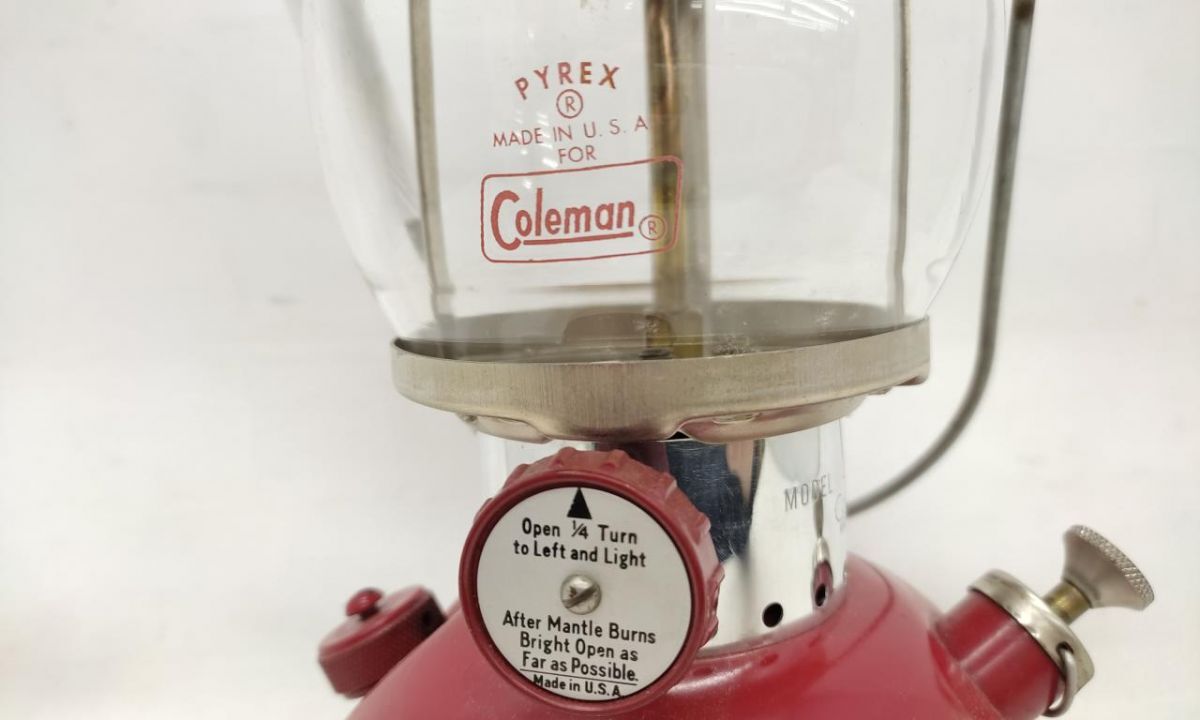 PYREX
®
MADE IN U. S. A
FOR
Coleman ®
MODEL
Open ¼ Turn
to Left and Light
After Mantle Burns
Bright Open as
Far as Possible.
Made in U.S.A.